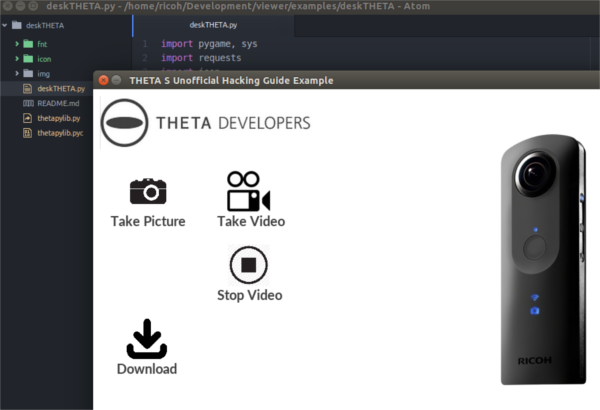 deskTHETA.py - /home/ricoh/Development/viewer/examples/deskTHETA - Atom
deskTHETA
deskTHETA.py
fnt
1 import pygame, sys
icon
2 import requests
img
deskTHETA.py
README.md
thetapylib.py
thetapylib.pyc
THETA S Unofficial Hacking Guide Example
THETA DEVELOPERS
Take Picture
Take Video
Stop Video
Download
RICOH